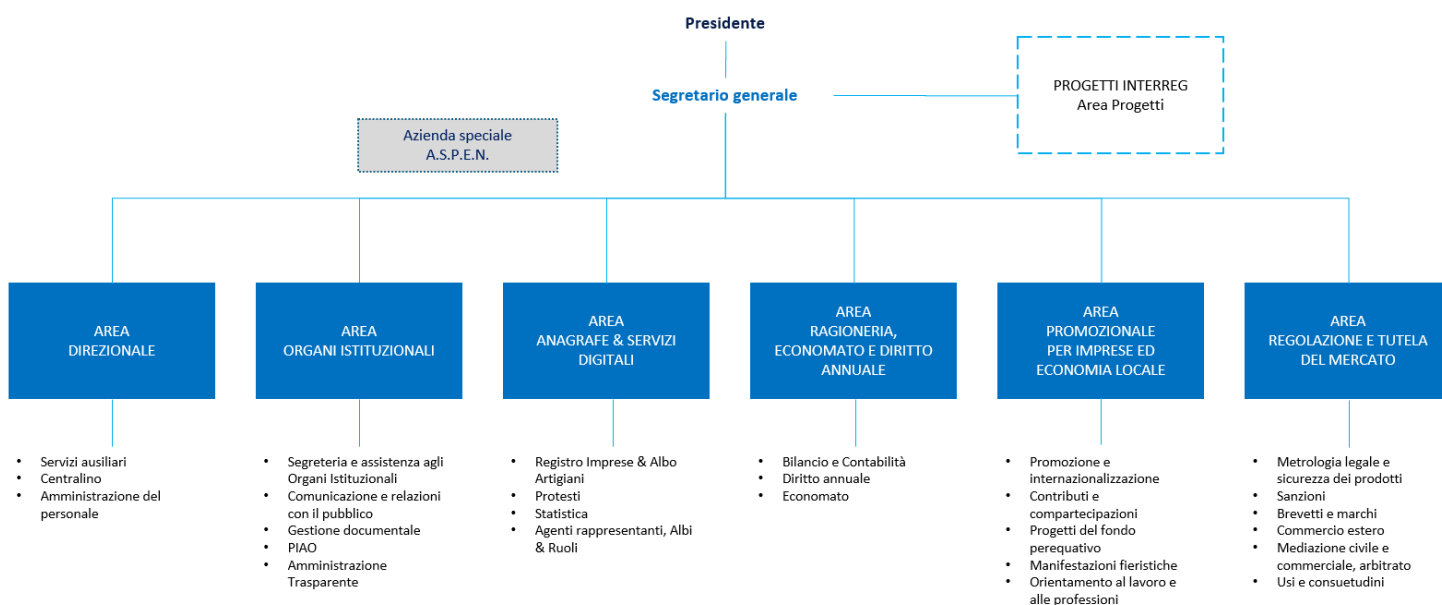 Presidente
Segretario generale
PROGETTI INTERREG
Area Progetti
Azienda speciale
A.S.P.E.N.
AREA
DIREZIONALE
• Servizi ausiliari
• Centralino
• Amministrazione del
personale
AREA
ORGANI ISTITUZIONALI
• Segreteria e assistenza agli
Organi Istituzionali
• Comunicazione e relazioni
con il pubblico
• Gestione documentale
• PIAO
• Amministrazione
Trasparente
AREA
ANAGRAFE & SERVIZI
DIGITALI
• Registro Imprese & Albo
Artigiani
• Protesti
• Statistica
• Agenti rappresentanti, Albi
& Ruoli
AREA
RAGIONERIA,
ECONOMATO E DIRITTO
ANNUALE
• Bilancio e Contabilità
• Diritto annuale
• Economato
AREA
PROMOZIONALE
PER IMPRESE ED
ECONOMIA LOCALE
• Promozione e
internazionalizzazione
• Contributi e
compartecipazioni
• Progetti del fondo
perequativo
• Manifestazioni fieristiche
• Orientamento al lavoro e
alle professioni
AREA
REGOLAZIONE E TUTELA
DEL MERCATO
• Metrologia legale e
sicurezza dei prodotti
• Sanzioni
• Brevetti e marchi
• Commercio estero
• Mediazione civile e
commerciale, arbitrato
• Usi e consuetudini